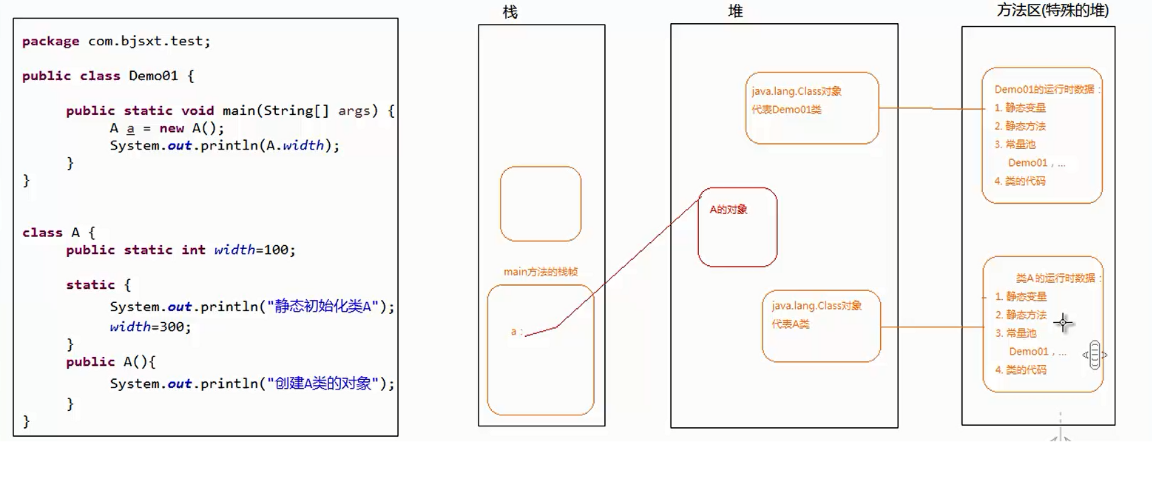 package com.bjsxt.test;
public class Demo01 {
public static void main(String[] args) {
A a = new A();
System.out.println(A.width);
}
}
class A {
public static int width=100;
static {
System.out.println("静态初始化类A");
width=300;
}
public A(){
System.out.println("创建A类的对象");
}
}
栈
main方法的栈帧
a：
堆
java.lang.Class对象
代表Demo01类
A的对象
java.lang.Class对象
代表A类
方法区(特殊的堆)
Demo01的运行时数据：
1. 静态变量
2. 静态方法
3. 常量池
Demo01，...
4. 类的代码
类A的运行时数据：
1. 静态变量
2. 静态方法
3. 常量池
Demo01，...
4. 类的代码